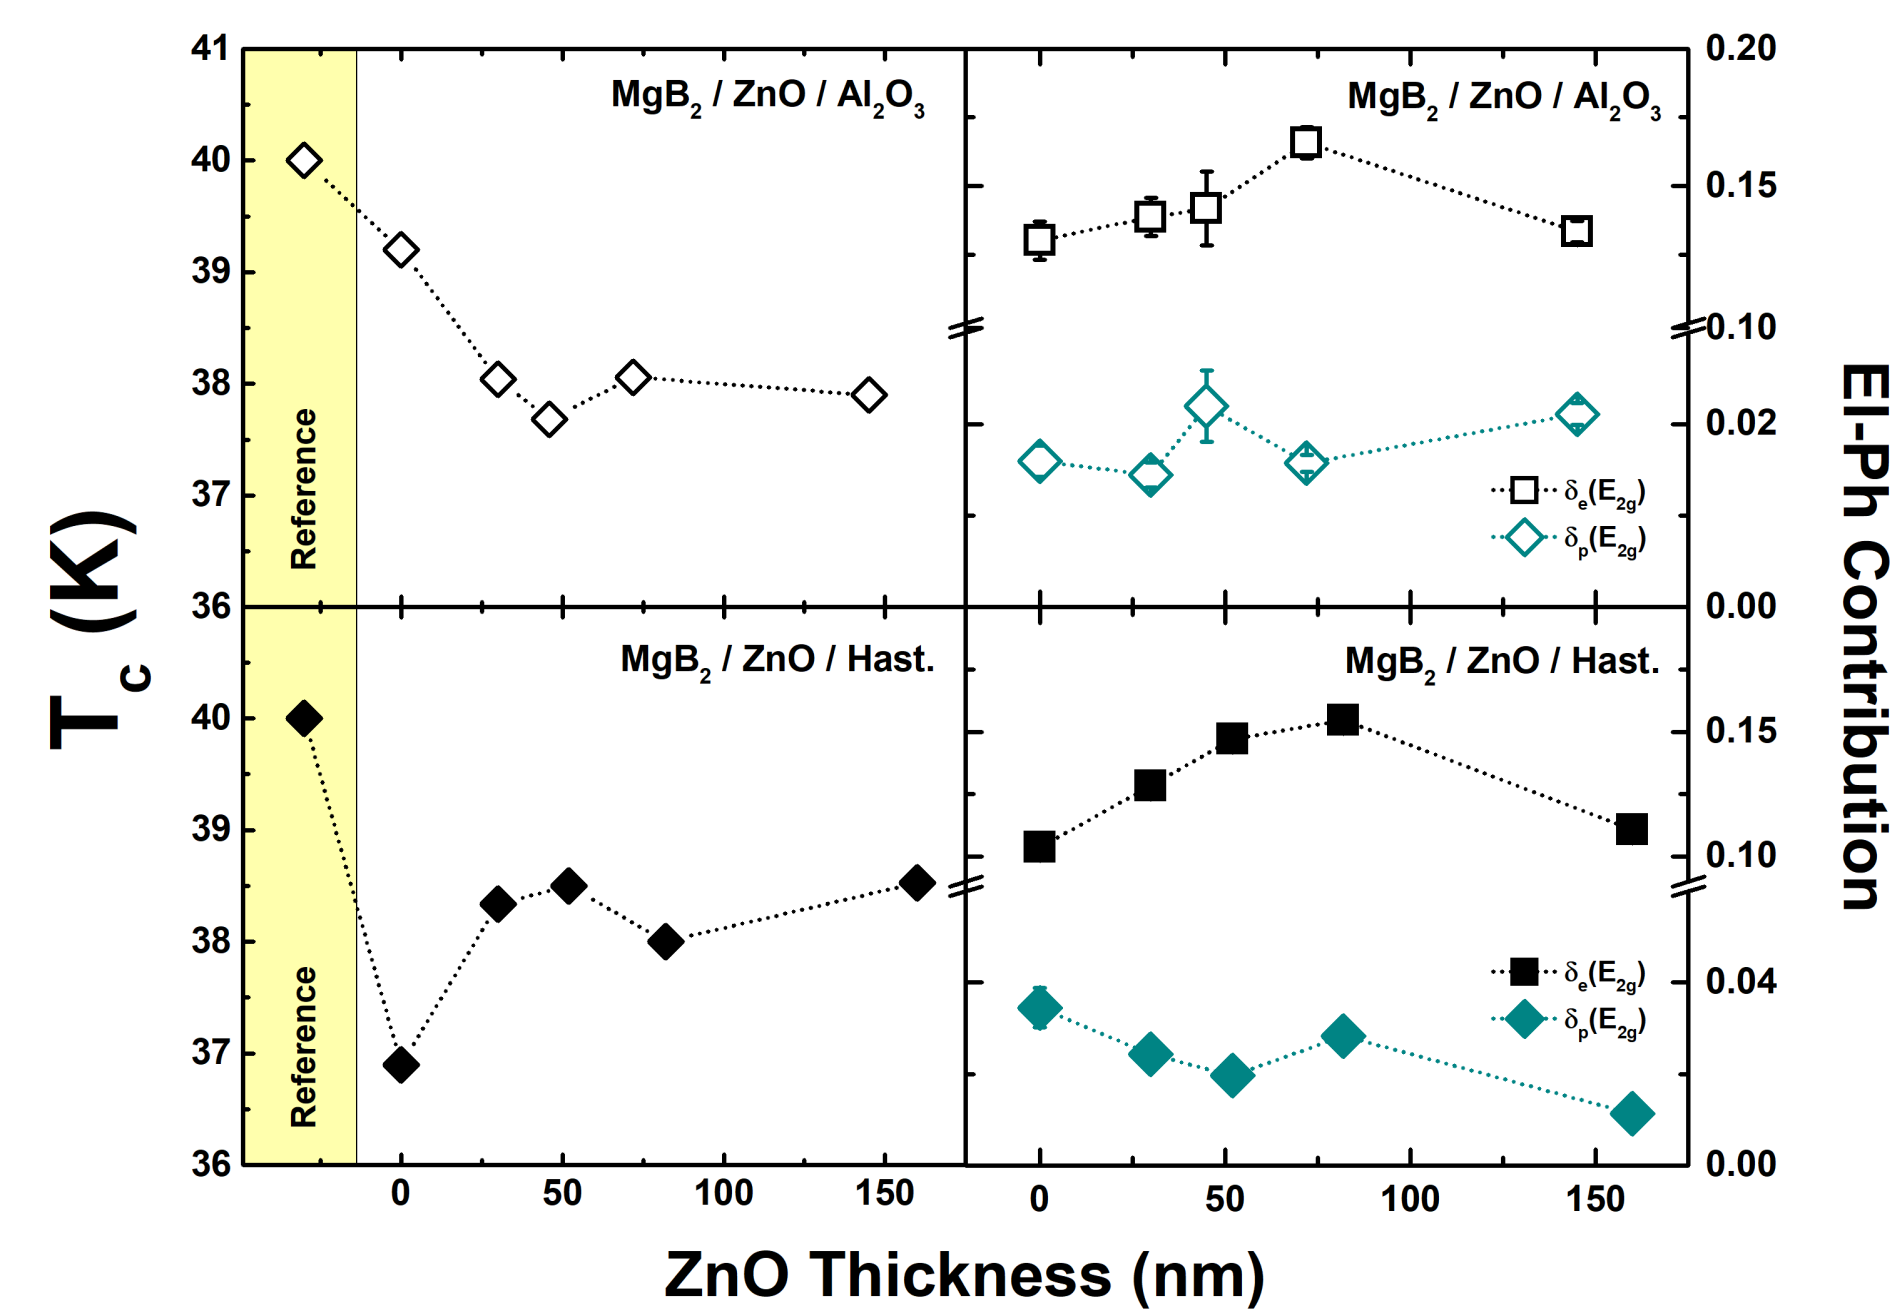 41
40
39
38
37
36
40
39
38
37
36
T_c (K)
Reference
Reference
MgB₂ / ZnO / Al₂O₃
MgB₂ / ZnO / Hast.
0 50 100 150
MgB₂ / ZnO / Al₂O₃
δₑ(E₂g)
δₚ(E₂g)
MgB₂ / ZnO / Hast.
δₑ(E₂g)
δₚ(E₂g)
0 50 100 150
0.20
0.15
0.10
0.02
0.00
0.15
0.10
0.04
0.00
El-Ph Contribution
ZnO Thickness (nm)